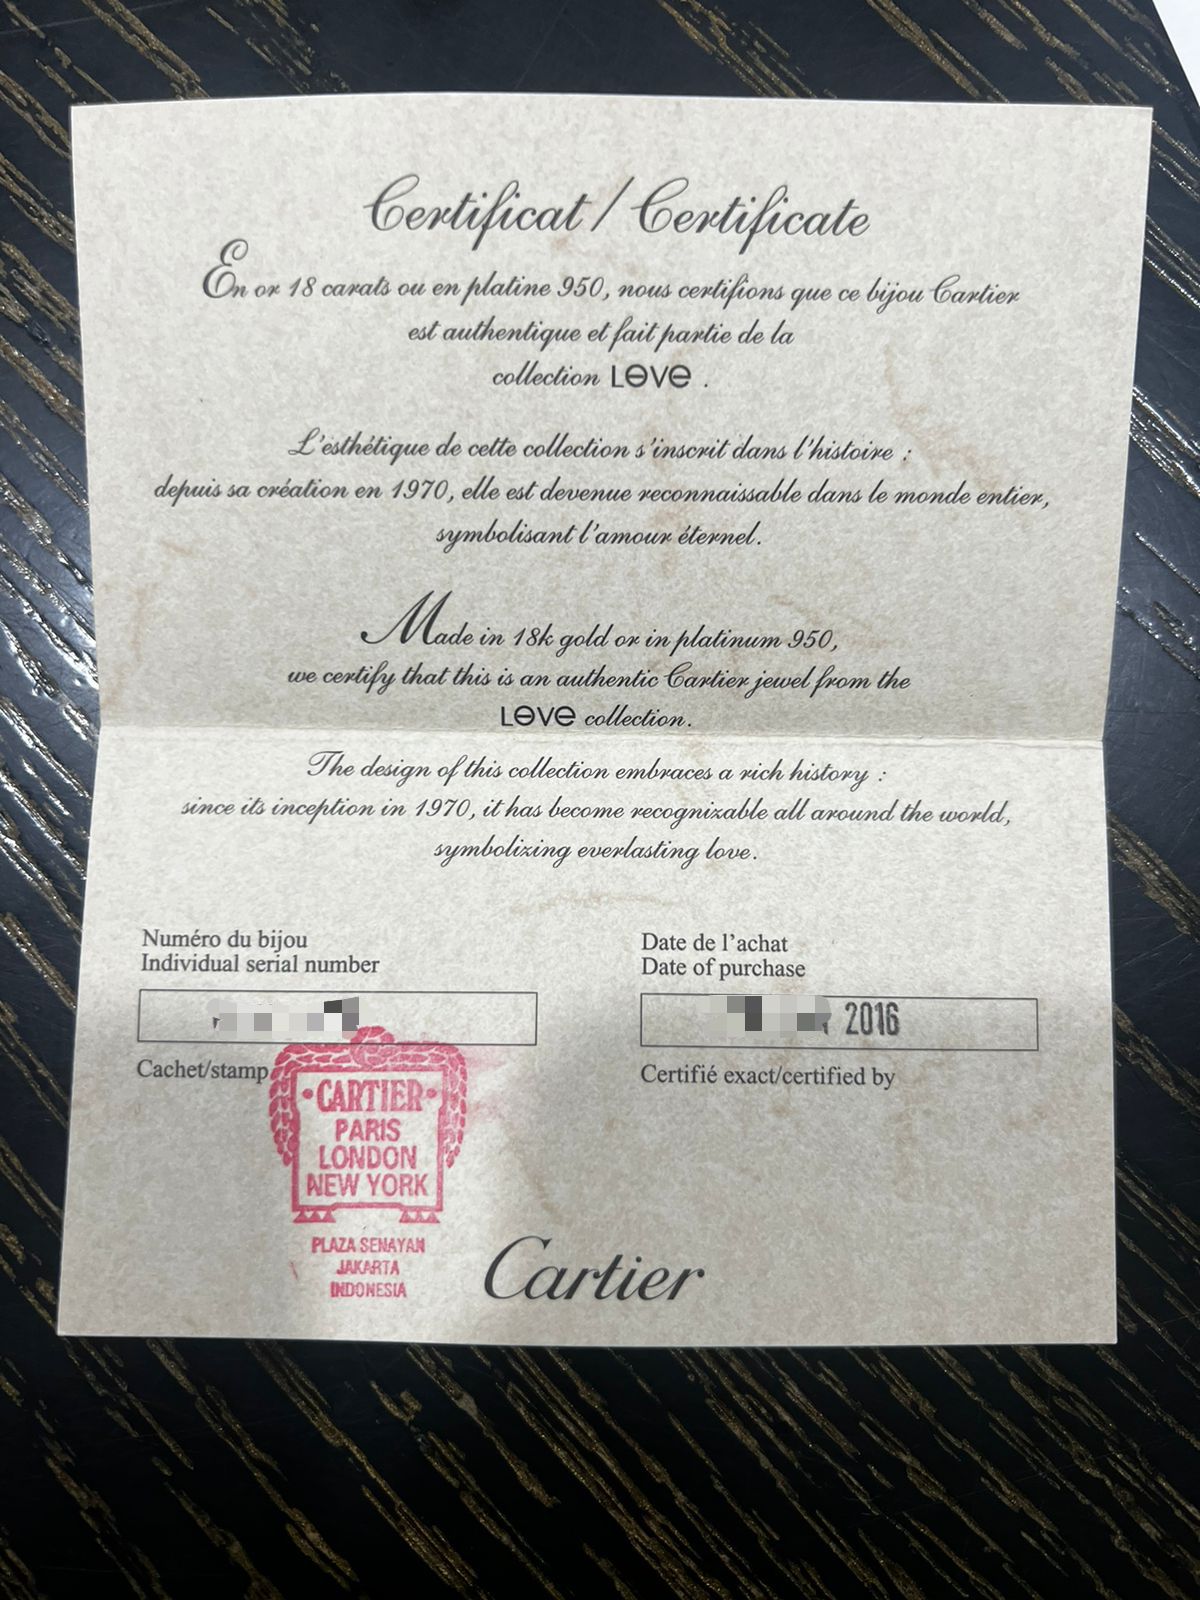 Certificat / Certificate
En or 18 carats ou en platine 950, nous certifions que ce bijou Cartier
est authentique et fait partie de la
collection LOVE .
L'esthétique de cette collection s'inscrit dans l'histoire :
depuis sa création en 1970, elle est devenue reconnaissable dans le monde entier,
symbolisant l'amour éternel.
Made in 18k gold or in platinum 950,
we certify that this is an authentic Cartier jewel from the
LOVE collection.
The design of this collection embraces a rich history :
since its inception in 1970, it has become recognizable all around the world,
symbolizing everlasting love.
Numéro du bijou
Individual serial number
Date de l'achat
Date of purchase
2016
Cachet/stamp
Certifié exact/certified by
CARTIER
PARIS
LONDON
NEW YORK
PLAZA SENAYAN
JAKARTA
INDONESIA
Cartier